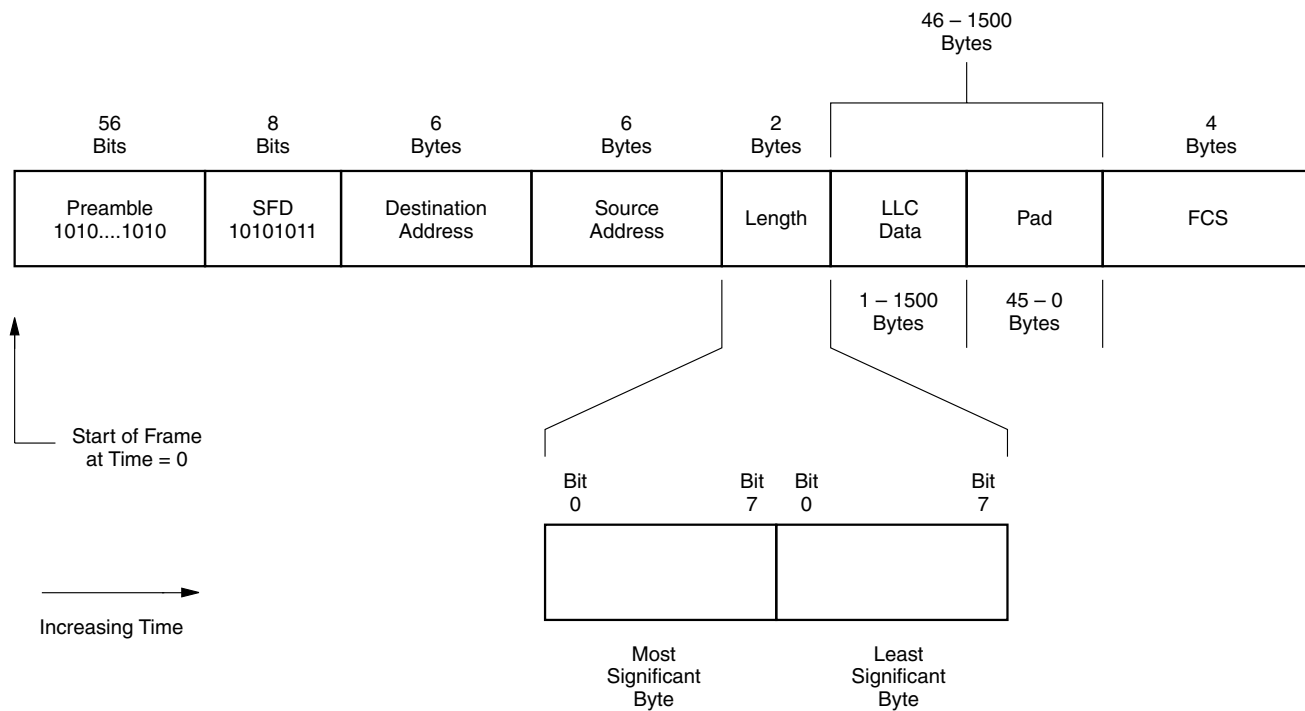 46 – 1500
Bytes
56
Bits
8
Bits
6
Bytes
6
Bytes
2
Bytes
4
Bytes
Preamble
1010....1010
SFD
10101011
Destination
Address
Source
Address
Length
LLC
Data
Pad
FCS
1 – 1500
Bytes
45 – 0
Bytes
Start of Frame
at Time = 0
Bit
0
Bit
7
Bit
0
Bit
7
Increasing Time
Most
Significant
Byte
Least
Significant
Byte